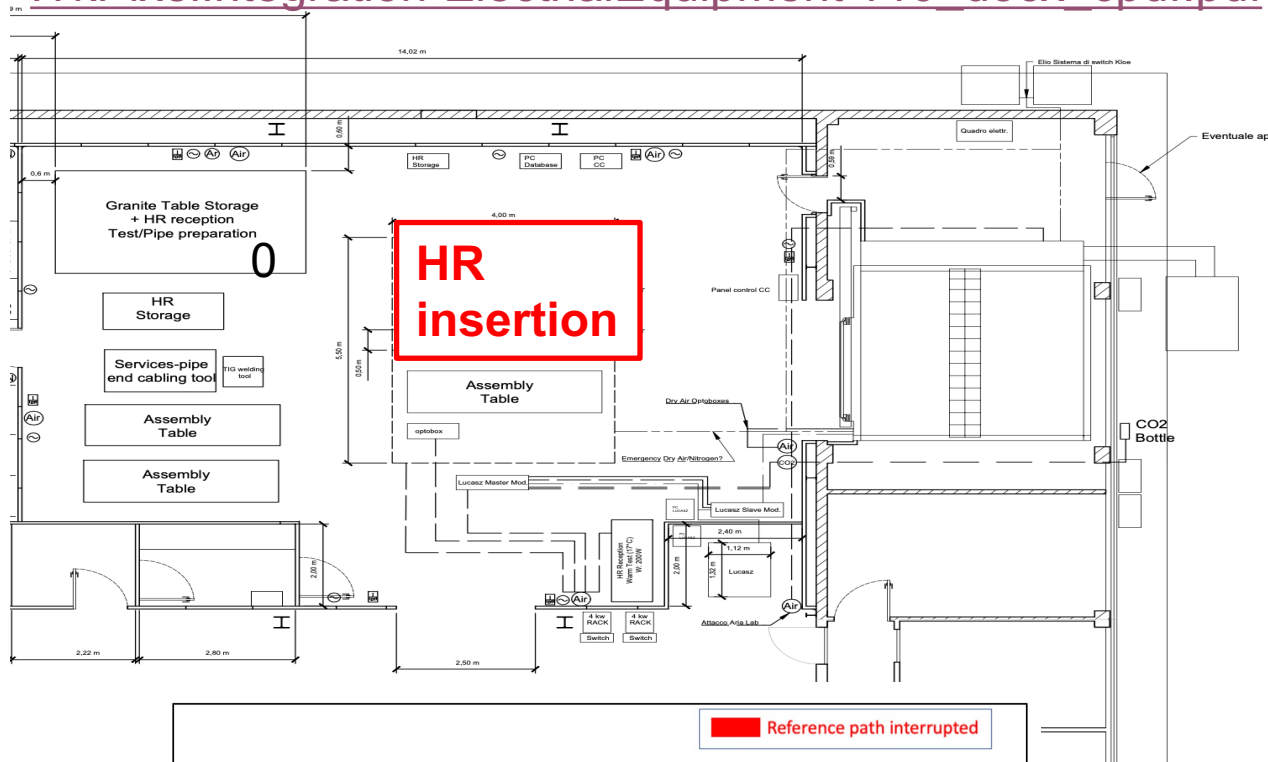 14,02 m
Elio Sistema di switch Kloe
Quadro elettr.
Eventuale ap
0,60 m
Air
Air
HR
Storage
PC
Database
PC
CC
Air
0,59 m
0,6 m
Granite Table Storage
+ HR reception
Test/Pipe preparation
0
4,00 m
HR
insertion
Panel control CC
HR
Storage
5,50 m
0,50 m
Services-pipe
end cabling tool
TIG welding
tool
Assembly
Table
Air
Assembly
Table
Dry Air Optoboxes
optobox
Air
CO2
Bottle
Emergency Dry Air/Nitrogen?
CO2
Assembly
Table
Lucasz Master Mod.
PC
LUCASZ
Lucasz Slave Mod.
2,40 m
HR Reception
Warm Test (17°C)
W: 200W
2,00 m
2,00 m
1,12 m
1,32 m
Lucasz
Air
Air
4 kw
RACK
4 kw
RACK
Switch
Switch
Attacco Aria Lab
2,22 m
2,80 m
2,50 m
Reference path interrupted